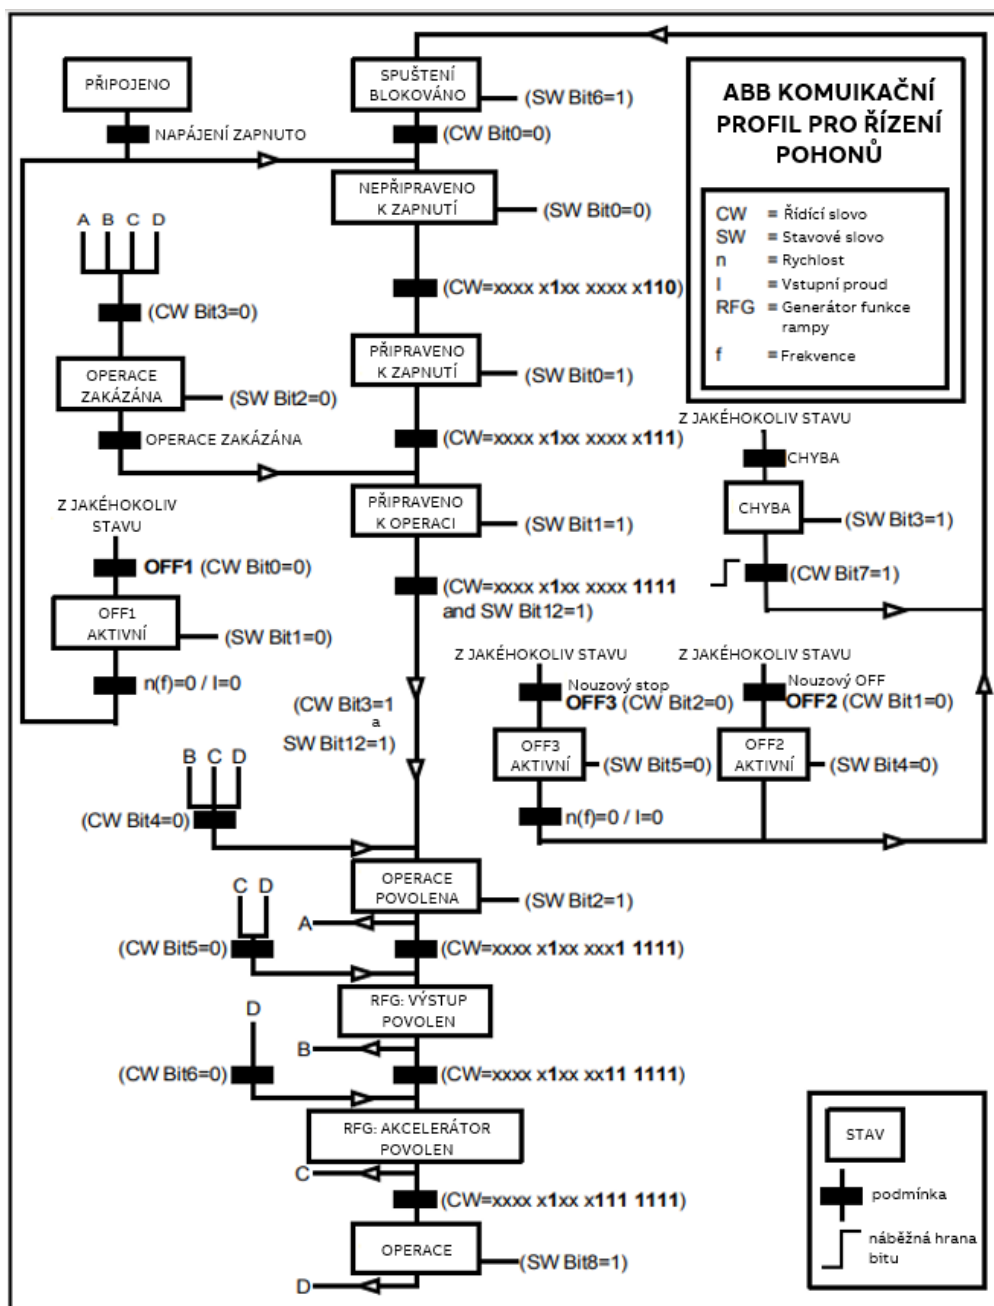 PŘIPOJENO
NAPÁJENÍ ZAPNUTO
SPUŠTENÍ
BLOKOVÁNO
(SW Bit6=1)
(CW Bit0=0)
NEPŘIPRAVENO
K ZAPNUTÍ
(SW Bit0=0)
ABB KOMUIKAČNÍ
PROFIL PRO ŘÍZENÍ
POHONŮ
CW = Řídící slovo
SW = Stavové slovo
n = Rychlost
I = Vstupní proud
RFG = Generátor funkce
rampy
f = Frekvence
A B C D
(CW Bit3=0)
OPERACE
ZAKÁZÁNA
(SW Bit2=0)
OPERACE ZAKÁZÁNA
(CW=xxxx x1xx xxxx x110)
PŘIPRAVENO
K ZAPNUTÍ
(SW Bit0=1)
(CW=xxxx x1xx xxxx x111)
PŘIPRAVENO
K OPERACI
(SW Bit1=1)
(CW=xxxx x1xx xxxx 1111
and SW Bit12=1)
Z JAKÉHOKOLIV STAVU
CHYBA
CHYBA
(SW Bit3=1)
(CW Bit7=1)
Z JAKÉHOKOLIV
STAVU
OFF1 (CW Bit0=0)
OFF1
AKTIVNÍ
(SW Bit1=0)
n(f)=0 / I=0
(CW Bit3=1
a
SW Bit12=1)
Z JAKÉHOKOLIV STAVU
Nouzový stop
OFF3 (CW Bit2=0)
OFF3
AKTIVNÍ
(SW Bit5=0)
n(f)=0 / I=0
Z JAKÉHOKOLIV STAVU
Nouzový OFF
OFF2 (CW Bit1=0)
OFF2
AKTIVNÍ
(SW Bit4=0)
B C D
(CW Bit4=0)
OPERACE
POVOLENA
(SW Bit2=1)
A
C D
(CW Bit5=0)
(CW=xxxx x1xx xxx1 1111)
RFG: VÝSTUP
POVOLEN
B
D
(CW Bit6=0)
(CW=xxxx x1xx xx11 1111)
RFG: AKCELERÁTOR
POVOLEN
C
(CW=xxxx x1xx x111 1111)
OPERACE
(SW Bit8=1)
D
STAV
podmínka
náběžná hrana
bitu